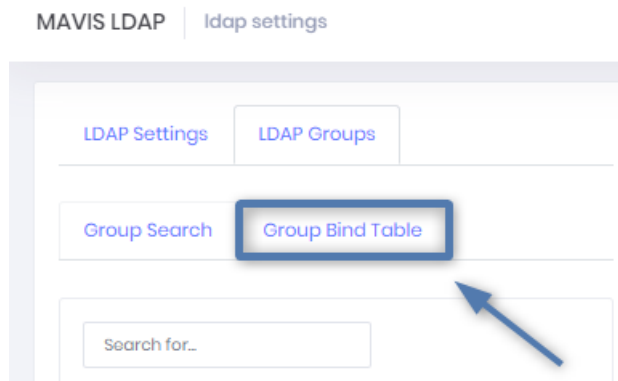 MAVIS LDAP ldap settings
LDAP Settings LDAP Groups
Group Search Group Bind Table
Search for...